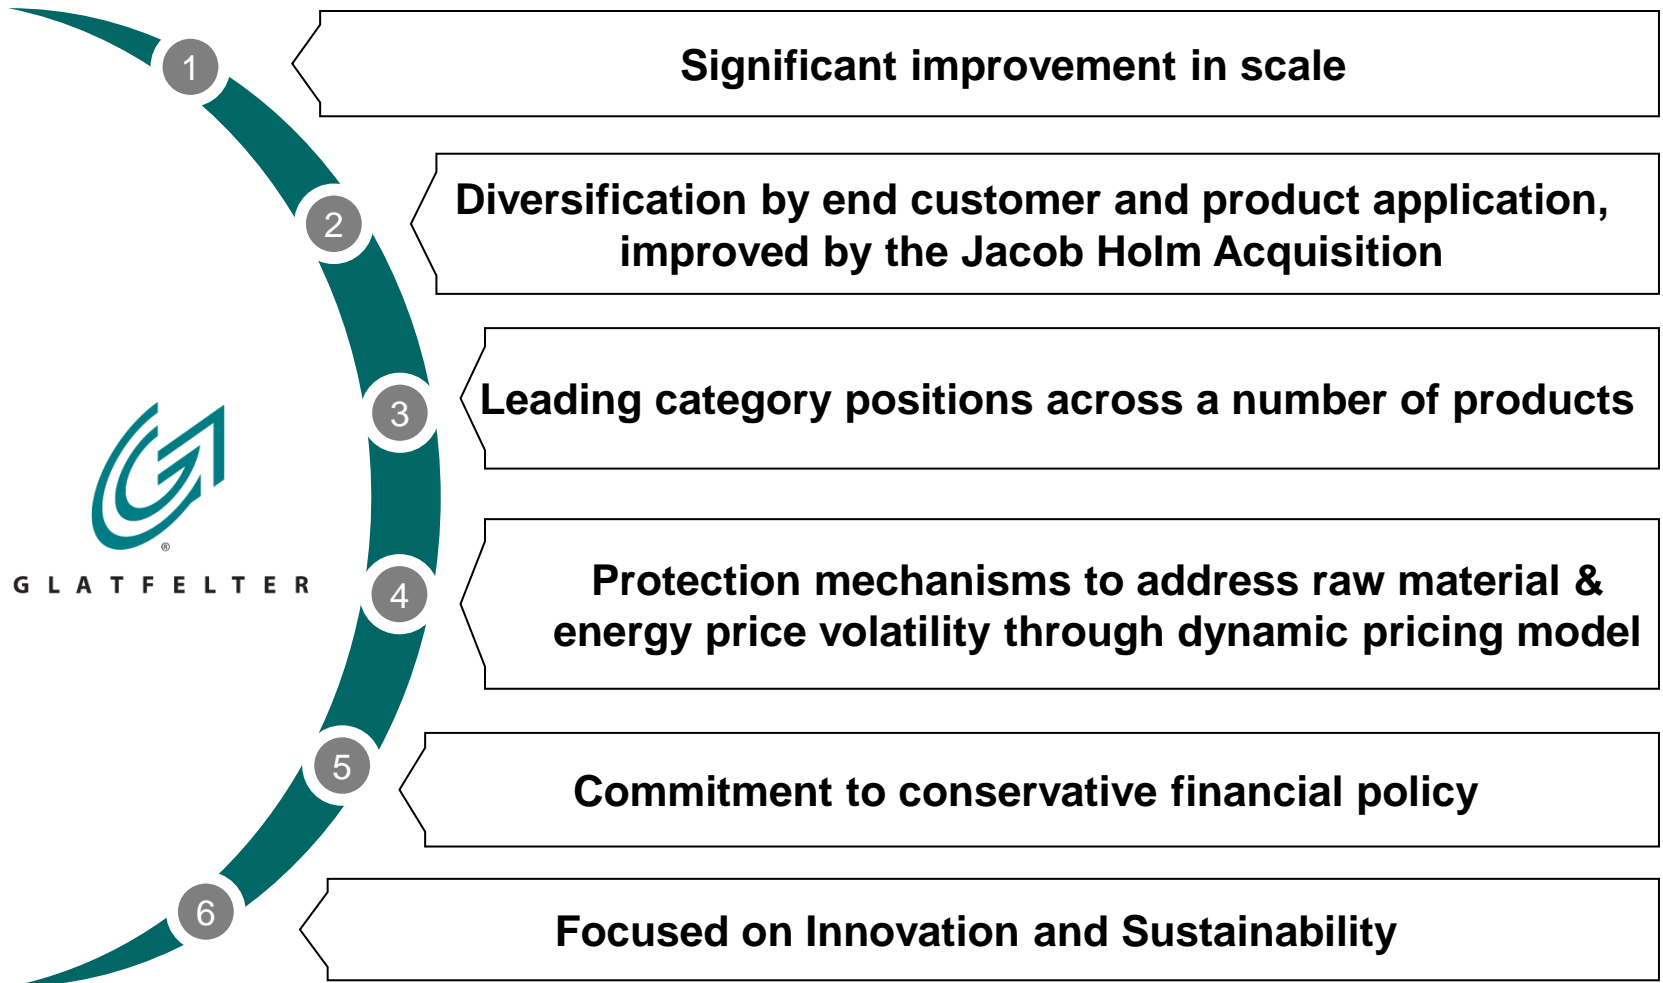 1
Significant improvement in scale
2
Diversification by end customer and product application,
improved by the Jacob Holm Acquisition
3
Leading category positions across a number of products
®
GLATFELTER
4
Protection mechanisms to address raw material &
energy price volatility through dynamic pricing model
5
Commitment to conservative financial policy
6
Focused on Innovation and Sustainability